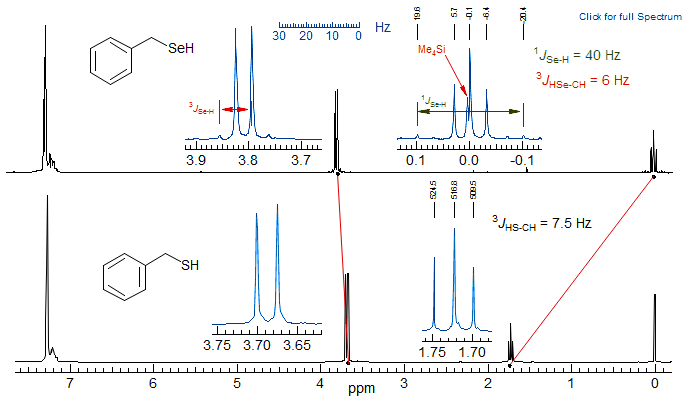 30 20 10 0 Hz
19.6 5.7 -0.1 -6.4 -20.4
Click for full Spectrum
SeH
Me4Si
1JSe-H = 40 Hz
3JHSe-CH = 6 Hz
3JSe-H
1JSe-H
3.9 3.8 3.7
0.1 0.0 -0.1
524.5 516.8 509.5
3JHS-CH = 7.5 Hz
SH
3.75 3.70 3.65
1.75 1.70
7 6 5 4 3 2 1 0
ppm